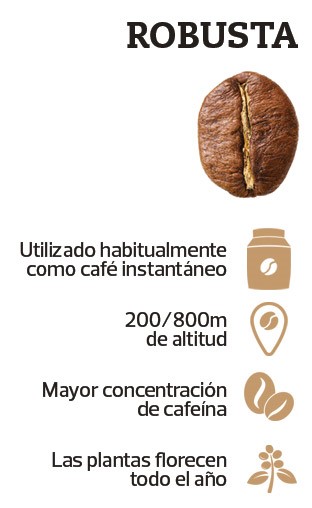 ROBUSTA
Utilizado habitualmente
como café instantáneo
200/800m
de altitud
Mayor concentración
de cafeína
Las plantas florecen
todo el año